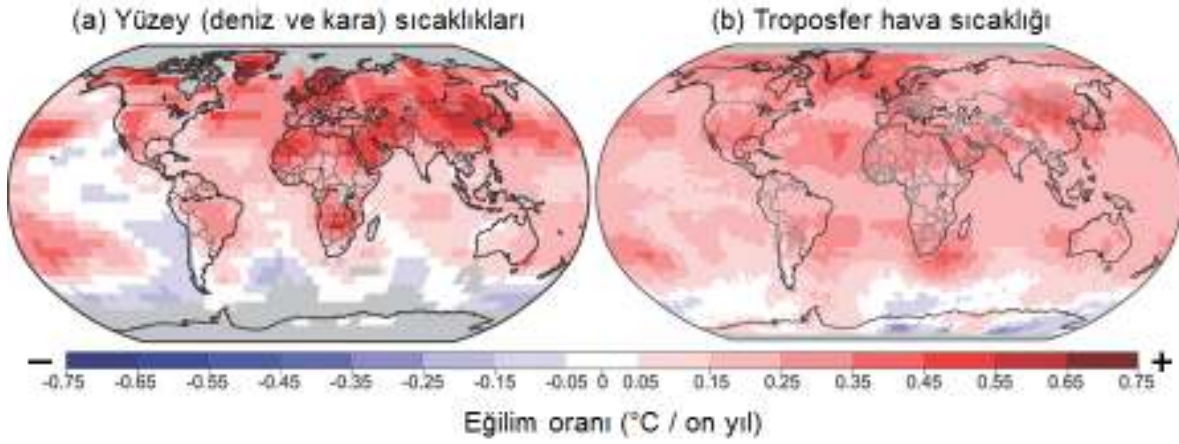 (a) Yüzey (deniz ve kara) sıcaklıkları
(b) Troposfer hava sıcaklığı
− +
-0.75 -0.65 -0.55 -0.45 -0.35 -0.25 -0.15 -0.05 0 0.05 0.15 0.25 0.35 0.45 0.55 0.65 0.75
Eğilim oranı (°C / on yıl)